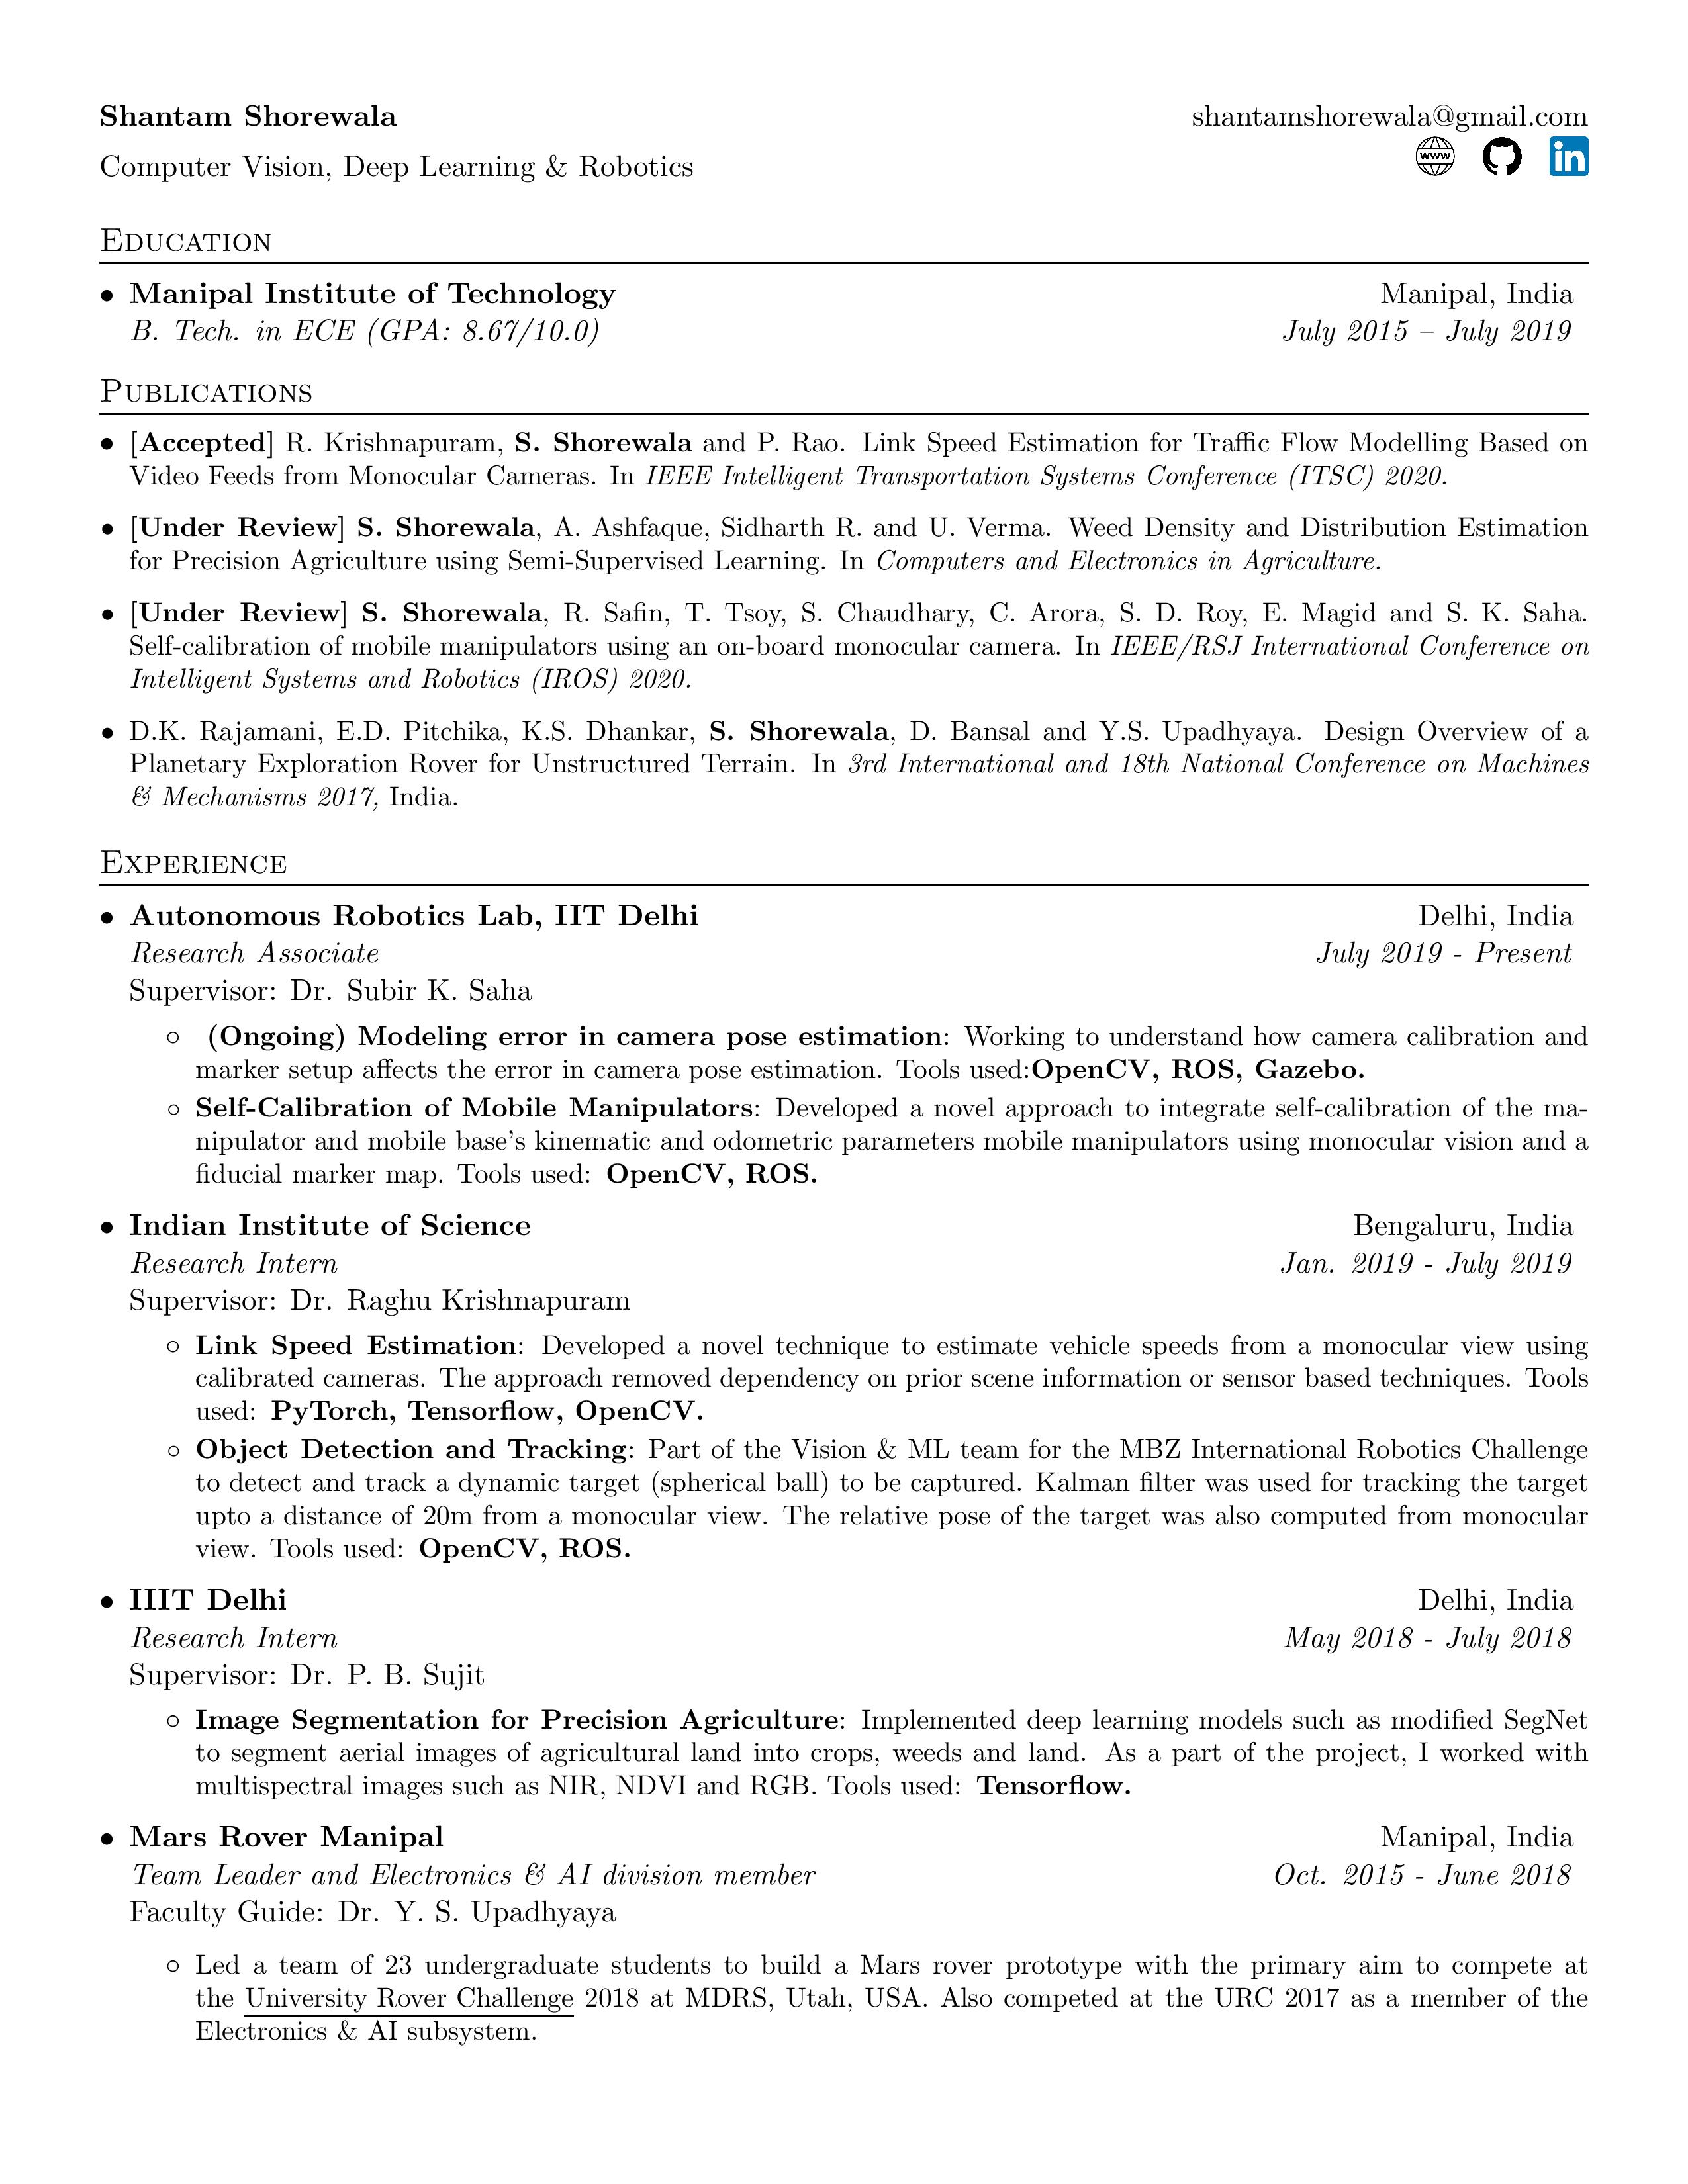 Shantam Shorewala
shantamshorewala@gmail.com
Computer Vision, Deep Learning & Robotics
www
in
Education
• Manipal Institute of Technology Manipal, India
B. Tech. in ECE (GPA: 8.67/10.0) July 2015 – July 2019
Publications
• [Accepted] R. Krishnapuram, S. Shorewala and P. Rao. Link Speed Estimation for Traffic Flow Modelling Based on
Video Feeds from Monocular Cameras. In IEEE Intelligent Transportation Systems Conference (ITSC) 2020.
• [Under Review] S. Shorewala, A. Ashfaque, Sidharth R. and U. Verma. Weed Density and Distribution Estimation
for Precision Agriculture using Semi-Supervised Learning. In Computers and Electronics in Agriculture.
• [Under Review] S. Shorewala, R. Safin, T. Tsoy, S. Chaudhary, C. Arora, S. D. Roy, E. Magid and S. K. Saha.
Self-calibration of mobile manipulators using an on-board monocular camera. In IEEE/RSJ International Conference on
Intelligent Systems and Robotics (IROS) 2020.
• D.K. Rajamani, E.D. Pitchika, K.S. Dhankar, S. Shorewala, D. Bansal and Y.S. Upadhyaya. Design Overview of a
Planetary Exploration Rover for Unstructured Terrain. In 3rd International and 18th National Conference on Machines
& Mechanisms 2017, India.
Experience
• Autonomous Robotics Lab, IIT Delhi Delhi, India
Research Associate July 2019 - Present
Supervisor: Dr. Subir K. Saha
◦ (Ongoing) Modeling error in camera pose estimation: Working to understand how camera calibration and
marker setup affects the error in camera pose estimation. Tools used:OpenCV, ROS, Gazebo.
◦ Self-Calibration of Mobile Manipulators: Developed a novel approach to integrate self-calibration of the ma-
nipulator and mobile base's kinematic and odometric parameters mobile manipulators using monocular vision and a
fiducial marker map. Tools used: OpenCV, ROS.
• Indian Institute of Science Bengaluru, India
Research Intern Jan. 2019 - July 2019
Supervisor: Dr. Raghu Krishnapuram
◦ Link Speed Estimation: Developed a novel technique to estimate vehicle speeds from a monocular view using
calibrated cameras. The approach removed dependency on prior scene information or sensor based techniques. Tools
used: PyTorch, Tensorflow, OpenCV.
◦ Object Detection and Tracking: Part of the Vision & ML team for the MBZ International Robotics Challenge
to detect and track a dynamic target (spherical ball) to be captured. Kalman filter was used for tracking the target
upto a distance of 20m from a monocular view. The relative pose of the target was also computed from monocular
view. Tools used: OpenCV, ROS.
• IIIT Delhi Delhi, India
Research Intern May 2018 - July 2018
Supervisor: Dr. P. B. Sujit
◦ Image Segmentation for Precision Agriculture: Implemented deep learning models such as modified SegNet
to segment aerial images of agricultural land into crops, weeds and land. As a part of the project, I worked with
multispectral images such as NIR, NDVI and RGB. Tools used: Tensorflow.
• Mars Rover Manipal Manipal, India
Team Leader and Electronics & AI division member Oct. 2015 - June 2018
Faculty Guide: Dr. Y. S. Upadhyaya
◦ Led a team of 23 undergraduate students to build a Mars rover prototype with the primary aim to compete at
the University Rover Challenge 2018 at MDRS, Utah, USA. Also competed at the URC 2017 as a member of the
Electronics & AI subsystem.